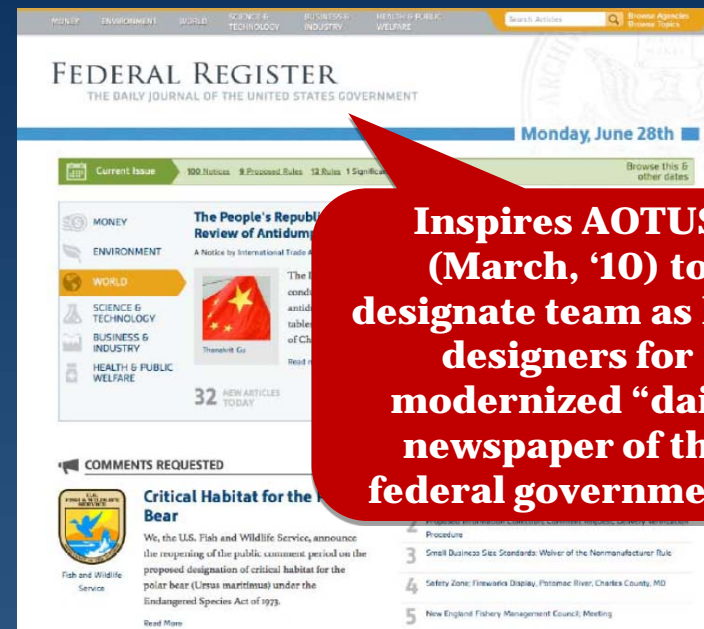 MONEY ENVIRONMENT WORLD SCIENCE & TECHNOLOGY BUSINESS & INDUSTRY HEALTH & PUBLIC WELFARE
Search Articles
Browse Agencies
Browse Topics
FEDERAL REGISTER
THE DAILY JOURNAL OF THE UNITED STATES GOVERNMENT
Monday, June 28th
Current Issue 100 Notices 9 Proposed Rules 12 Rules 1
Browse this &
other dates
MONEY
ENVIRONMENT
WORLD
SCIENCE &
TECHNOLOGY
BUSINESS &
INDUSTRY
HEALTH & PUBLIC
WELFARE
The People's
Review of
A Notice by International Trade
The
of
Read
32 NEW ARTICLES
TODAY
Inspires AOTUS
(March, ‘10) to
designate team as
designers for
modernized
newspaper of
federal
COMMENTS REQUESTED
Critical Habitat for the
Bear
We, the U.S. Fish and Wildlife Service, announce
the reopening of the public comment period on the
proposed designation of critical habitat for the
polar bear (Ursus maritimus) under the
Endangered Species Act of 1973.
Read More
U.S.
FISH & WILDLIFE
SERVICE
Fish and Wildlife
Service
2
Procedure
3 Small Business Size Standards: Waiver of the Nonmanufacturer Rule
4 Safety Zone; Fireworks Display, Potomac River, Charles County, MD
5 New England Fishery Management Council; Meeting